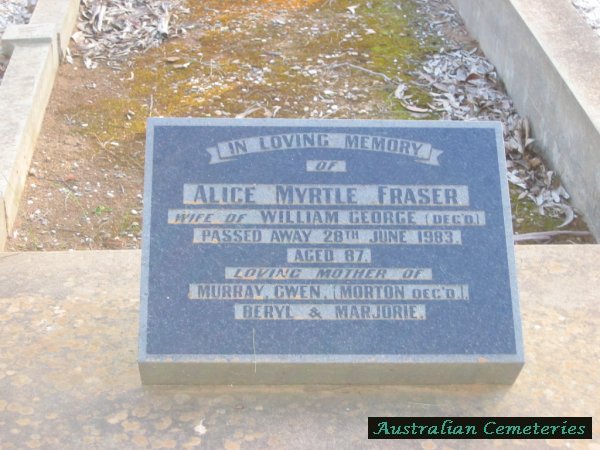 IN LOVING MEMORY
OF
ALICE MYRTLE FRASER
WIFE OF WILLIAM GEORGE (DEC'D)
PASSED AWAY 28TH JUNE 1983.
AGED 87.
LOVING MOTHER OF
MURRAY, GWEN, (MORTON DEC'D),
BERYL & MARJORIE.
Australian Cemeteries